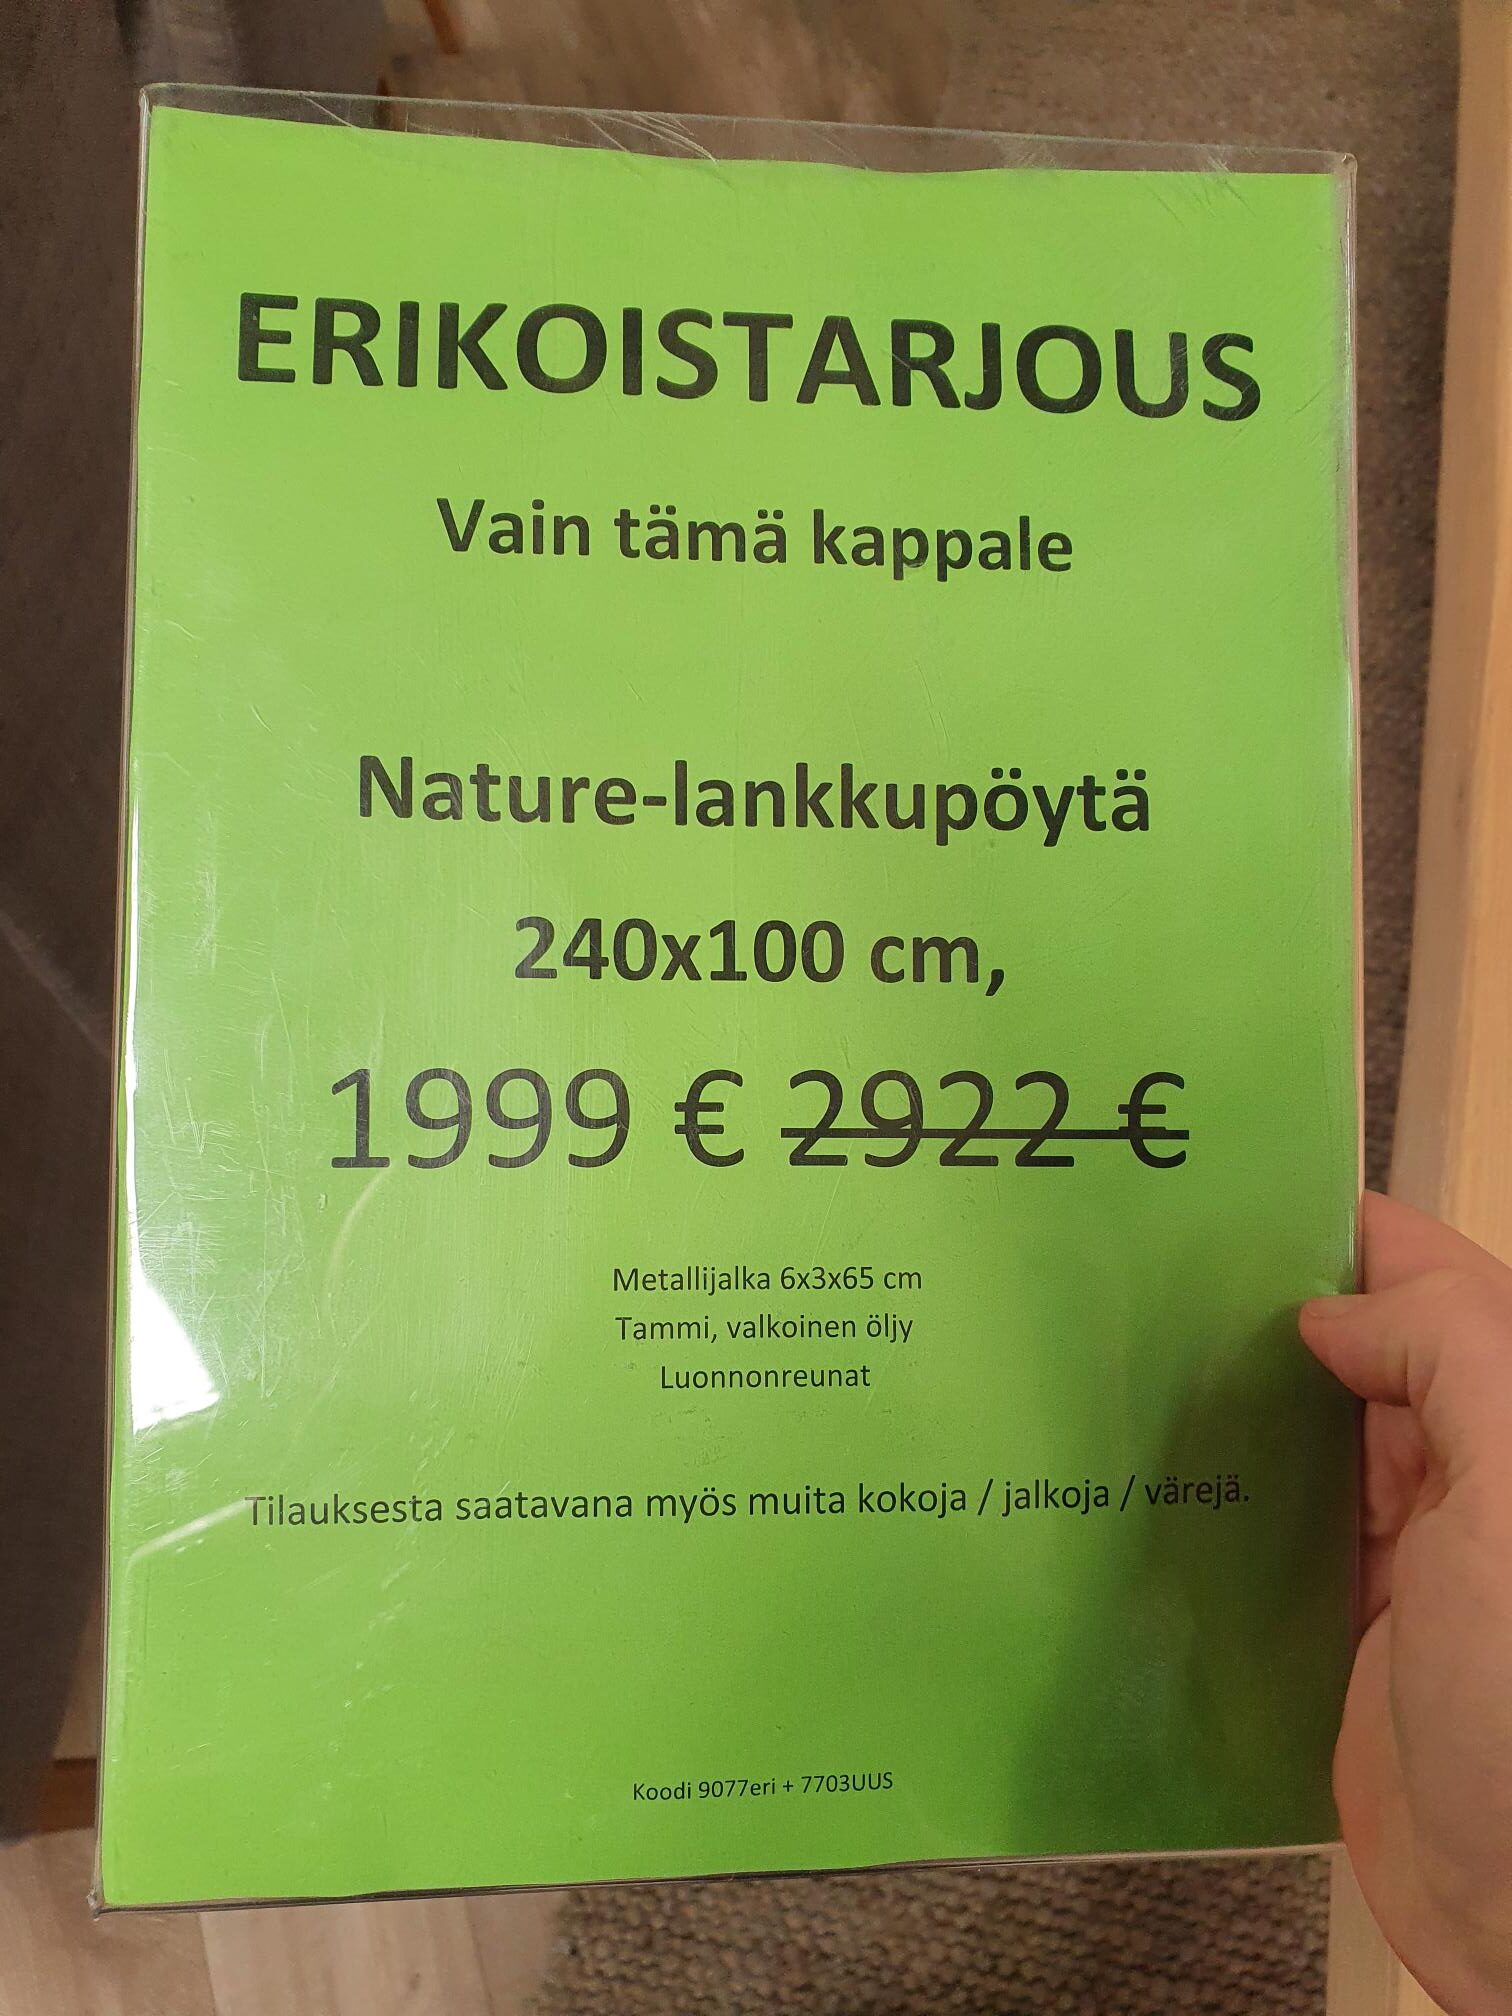 ERIKOISTARJOUS
Vain tämä kappale
Nature-lankkupöytä
240x100 cm,
1999 € 2922 €
Metallijalka 6x3x65 cm
Tammi, valkoinen öljy
Luonnonreunat
Tilauksesta saatavana myös muita kokoja / jalkoja / värejä.
Koodi 9077eri + 7703UUS